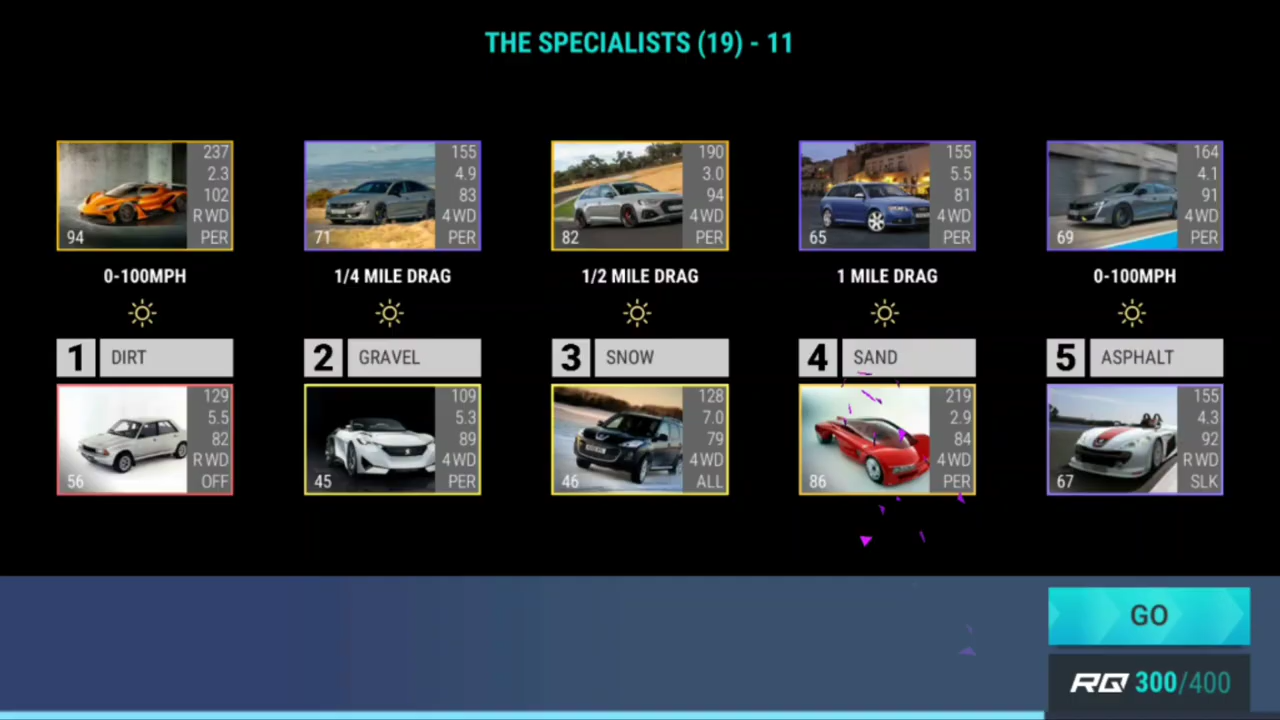 THE SPECIALISTS (19) - 11
237
2.3
102
RWD
94 PER
155
4.9
83
4WD
71 PER
190
3.0
94
4WD
82 PER
155
5.5
81
4WD
65 PER
164
4.1
91
4WD
69 PER
0-100MPH
1/4 MILE DRAG
1/2 MILE DRAG
1 MILE DRAG
0-100MPH
1 DIRT
2 GRAVEL
3 SNOW
4 SAND
5 ASPHALT
129
5.5
82
RWD
56 OFF
109
5.3
89
4WD
45 PER
128
7.0
79
4WD
46 ALL
219
2.9
84
4WD
86 PER
155
4.3
92
RWD
67 SLK
GO
RQ 300/400